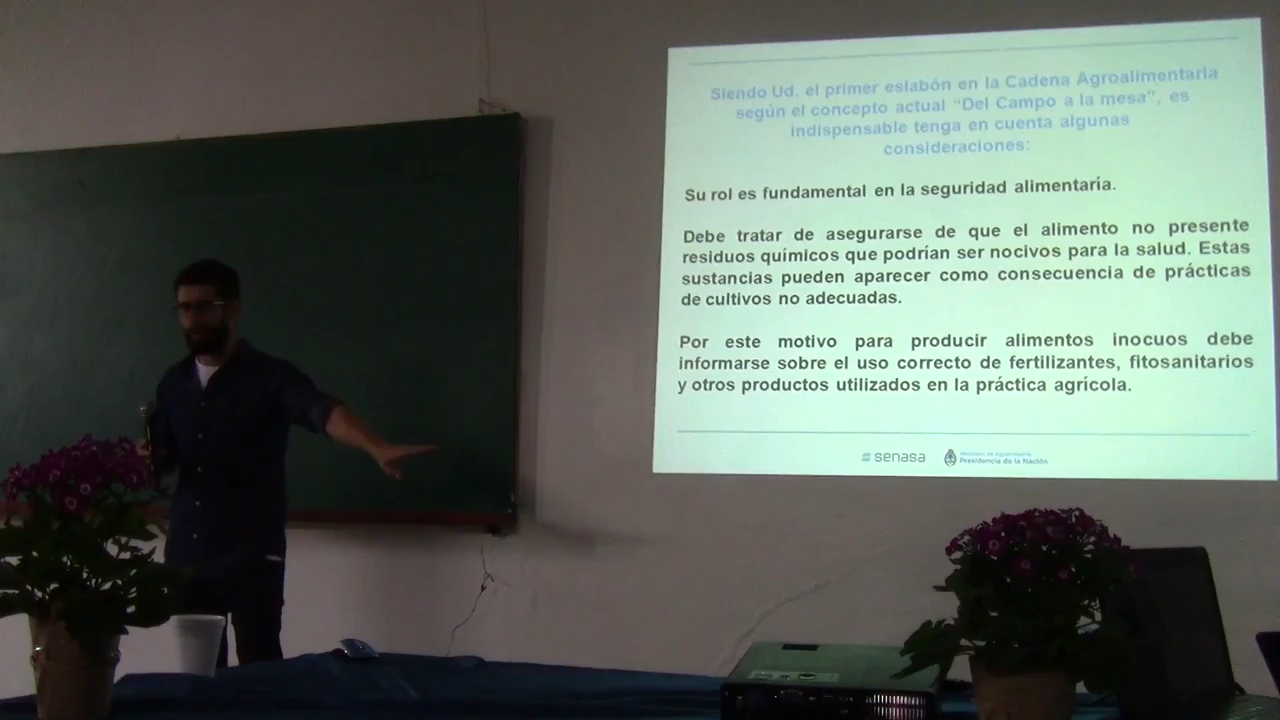 Siendo Ud. el primer eslabón en la Cadena Agroalimentaria
según el concepto actual “Del Campo a la mesa”, es
indispensable tenga en cuenta algunas
consideraciones:
Su rol es fundamental en la seguridad alimentaría.
Debe tratar de asegurarse de que el alimento no presente
residuos químicos que podrían ser nocivos para la salud. Estas
sustancias pueden aparecer como consecuencia de prácticas
de cultivos no adecuadas.
Por este motivo para producir alimentos inocuos debe
informarse sobre el uso correcto de fertilizantes, fitosanitarios
y otros productos utilizados en la práctica agrícola.
senasa
Ministerio de Agroindustria
Presidencia de la Nación